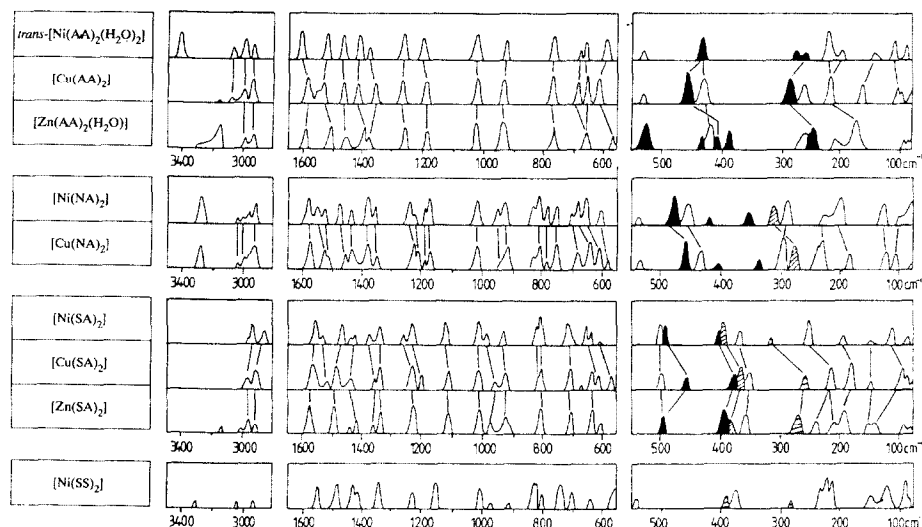 trans-[Ni(AA)2(H2O)2]
[Cu(AA)2]
[Zn(AA)2(H2O)]
3400 3000
1600 1400 1200 1000 800 600
500 400 300 200 100cm⁻¹
[Ni(NA)2]
[Cu(NA)2]
3400 3000
1600 1400 1200 1000 800 600
500 400 300 200 100cm⁻¹
[Ni(SA)2]
[Cu(SA)2]
[Zn(SA)2]
3400 3000
1600 1400 1200 1000 800 600
500 400 300 200 100cm⁻¹
[Ni(SS)2]
3400 3000
1600 1400 1200 1000 800 600
500 400 300 200 100cm⁻¹